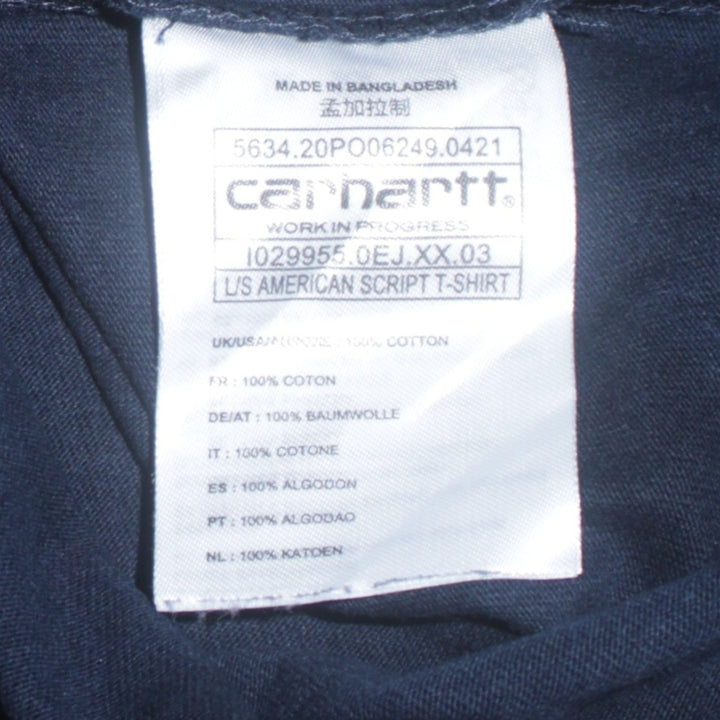 MADE IN BANGLADESH
孟加拉制
5634.20PO06249.0421
carhartt®
WORK IN PROGRESS
I029955.0EJ.XX.03
L/S AMERICAN SCRIPT T-SHIRT
: 100% COTTON
FR : 100% COTON
DE/AT : 100% BAUMWOLLE
IT : 100% COTONE
ES : 100% ALGODON
PT : 100% ALGODAO
NL : 100% KATOEN